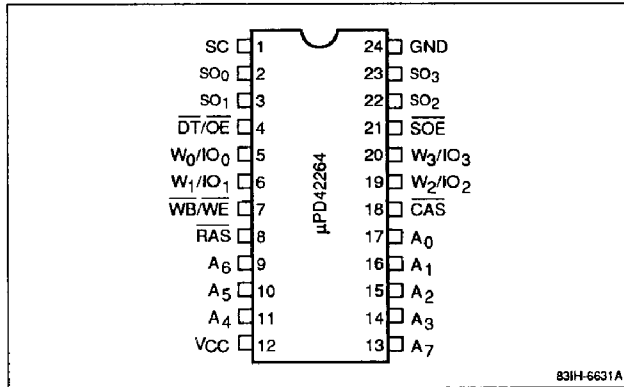 SC 1 24 GND
SO0 2 23 SO3
SO1 3 22 SO2
DT/OE 4 21 SOE
W0/IO0 5 20 W3/IO3
W1/IO1 6 19 W2/IO2
WB/WE 7 18 CAS
RAS 8 17 A0
A6 9 16 A1
A5 10 15 A2
A4 11 14 A3
VCC 12 13 A7
µPD42264
83IH-6631A